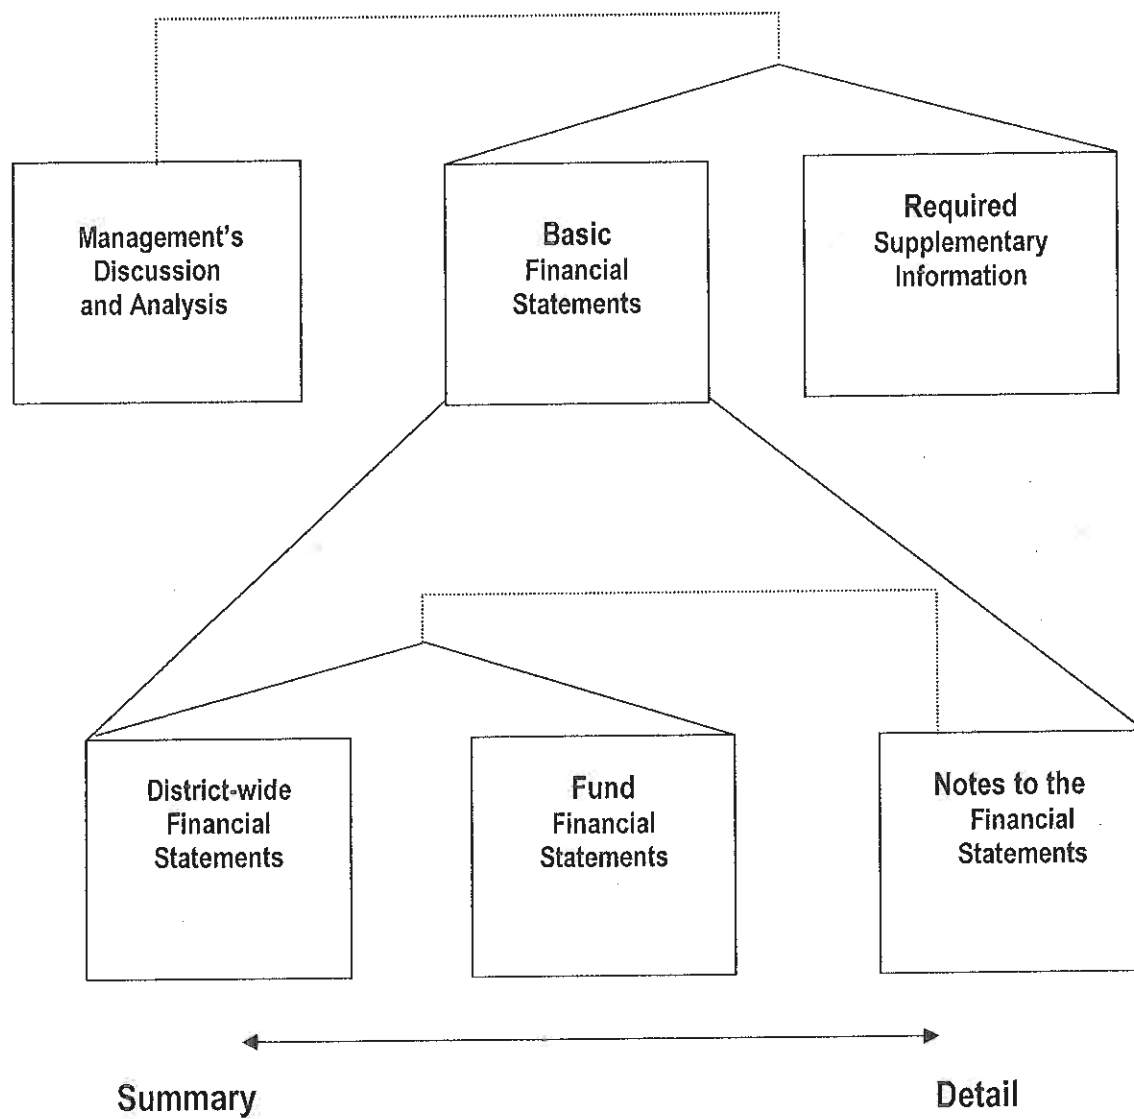 Management's
Discussion
and Analysis
Basic
Financial
Statements
Required
Supplementary
Information
District-wide
Financial
Statements
Fund
Financial
Statements
Notes to the
Financial
Statements
Summary
Detail